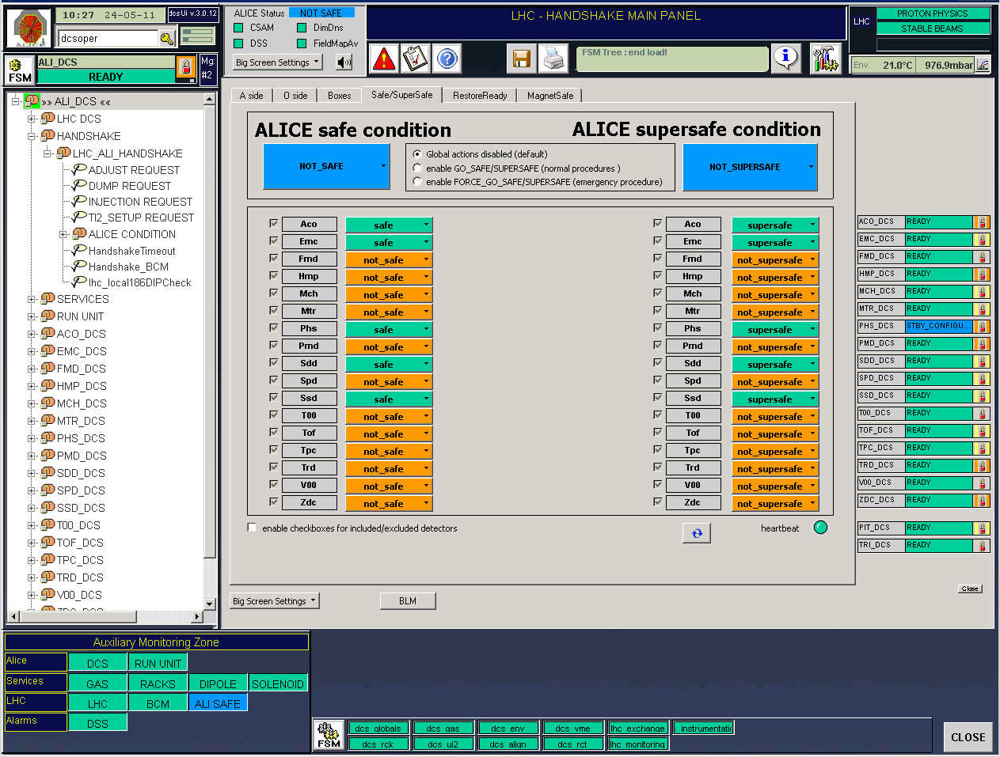 10:27 24-05-11 dcsUi v.3.0.12
dcsoper
ALICE Status NOT SAFE
CSAM DimDns
DSS FieldMapAv
Big Screen Settings
LHC - HANDSHAKE MAIN PANEL
LHC PROTON PHYSICS
STABLE BEAMS
FSM ALI_DCS
READY
Mg:
#2
FSM Tree : end load!
Env. 21.0°C 976.9mbar
»» ALI_DCS ««
LHC DCS
HANDSHAKE
LHC_ALI_HANDSHAKE
ADJUST REQUEST
DUMP REQUEST
INJECTION REQUEST
TI2_SETUP REQUEST
ALICE CONDITION
HandshakeTimeout
Handshake_BCM
lhc_local186DIPCheck
SERVICES
RUN UNIT
ACO_DCS
EMC_DCS
FMD_DCS
HMP_DCS
MCH_DCS
MTR_DCS
PHS_DCS
PMD_DCS
SDD_DCS
SPD_DCS
SSD_DCS
T00_DCS
TOF_DCS
TPC_DCS
TRD_DCS
V00_DCS
ZDC_DCS
A side O side Boxes Safe/SuperSafe RestoreReady MagnetSafe
ALICE safe condition ALICE supersafe condition
NOT_SAFE
Global actions disabled (default)
enable GO_SAFE/SUPERSAFE (normal procedures )
enable FORCE_GO_SAFE/SUPERSAFE (emergency procedure)
NOT_SUPERSAFE
Aco safe Aco supersafe
Emc safe Emc supersafe
Fmd not_safe Fmd not_supersafe
Hmp not_safe Hmp not_supersafe
Mch not_safe Mch not_supersafe
Mtr not_safe Mtr not_supersafe
Phs safe Phs supersafe
Pmd not_safe Pmd not_supersafe
Sdd safe Sdd supersafe
Spd not_safe Spd not_supersafe
Ssd safe Ssd supersafe
T00 not_safe T00 not_supersafe
Tof not_safe Tof not_supersafe
Tpc not_safe Tpc not_supersafe
Trd not_safe Trd not_supersafe
V00 not_safe V00 not_supersafe
Zdc not_safe Zdc not_supersafe
enable checkboxes for included/excluded detectors heartbeat
Big Screen Settings BLM
ACO_DCS READY
EMC_DCS READY
FMD_DCS READY
HMP_DCS READY
MCH_DCS READY
MTR_DCS READY
PHS_DCS STBY_CONFIGU...
PMD_DCS READY
SDD_DCS READY
SPD_DCS READY
SSD_DCS READY
T00_DCS READY
TOF_DCS READY
TPC_DCS READY
TRD_DCS READY
V00_DCS READY
ZDC_DCS READY
PIT_DCS READY
TRI_DCS READY
Close
Auxiliary Monitoring Zone
Alice DCS RUN UNIT
Services GAS RACKS DIPOLE SOLENOID
LHC LHC BCM ALI SAFE
Alarms DSS
FSM
dcs_globals dcs_gas dcs_env dcs_vme lhc_exchange instrumentatio
dcs_rck dcs_ui2 dcs_align dcs_rct lhc_monitoring
CLOSE